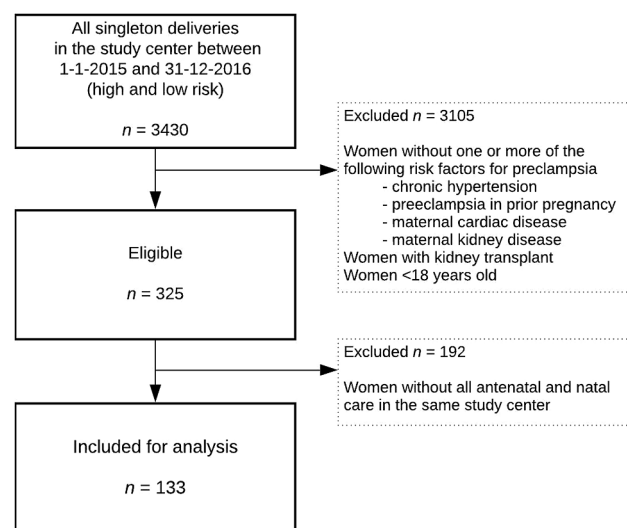 All singleton deliveries
in the study center between
1-1-2015 and 31-12-2016
(high and low risk)
n = 3430
Excluded n = 3105
Women without one or more of the
following risk factors for preclampsia
- chronic hypertension
- preeclampsia in prior pregnancy
- maternal cardiac disease
- maternal kidney disease
Women with kidney transplant
Women <18 years old
Eligible
n = 325
Excluded n = 192
Women without all antenatal and natal
care in the same study center
Included for analysis
n = 133